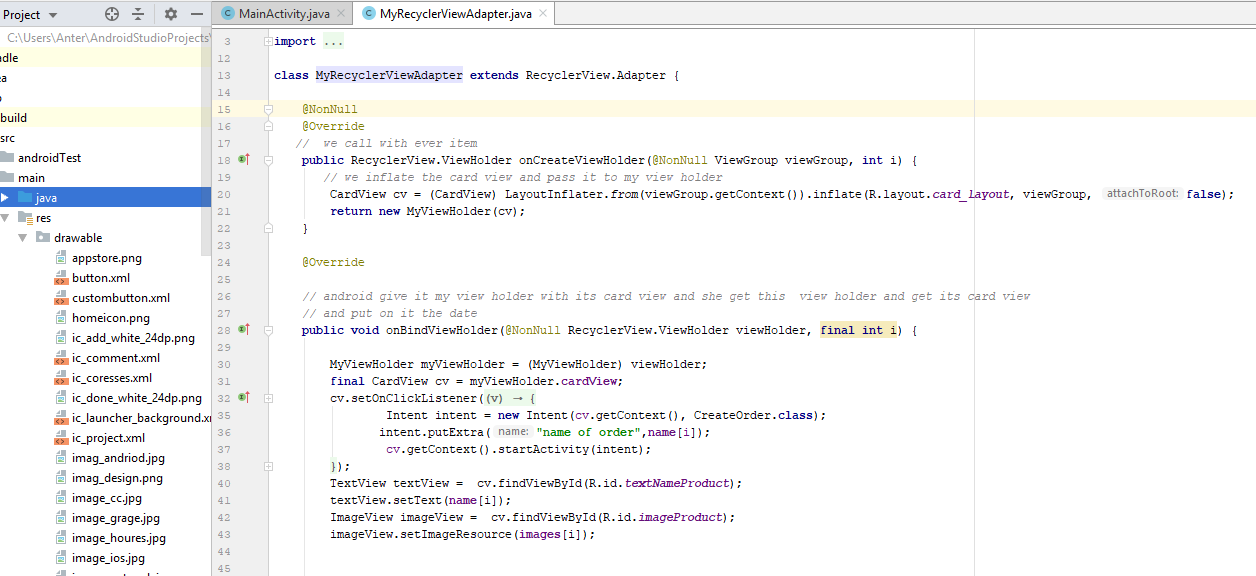 Project
MainActivity.java
MyRecyclerViewAdapter.java
C:\Users\Anter\AndroidStudioProjects\
dle
build
src
androidTest
main
java
res
drawable
appstore.png
button.xml
custombutton.xml
homeicon.png
ic_add_white_24dp.png
ic_comment.xml
ic_coresses.xml
ic_done_white_24dp.png
ic_launcher_background.xm
ic_project.xml
imag_andriod.jpg
imag_design.png
image_cc.jpg
image_grage.jpg
image_houres.jpg
image_ios.jpg
3 import ...
12
13 class MyRecyclerViewAdapter extends RecyclerView.Adapter {
14
15 @NonNull
16 @Override
17 // we call with ever item
18 public RecyclerView.ViewHolder onCreateViewHolder(@NonNull ViewGroup viewGroup, int i) {
19 // we inflate the card view and pass it to my view holder
20 CardView cv = (CardView) LayoutInflater.from(viewGroup.getContext()).inflate(R.layout.card_layout, viewGroup, attachToRoot: false);
21 return new MyViewHolder(cv);
22 }
23
24 @Override
25
26 // android give it my view holder with its card view and she get this view holder and get its card view
27 // and put on it the date
28 public void onBindViewHolder(@NonNull RecyclerView.ViewHolder viewHolder, final int i) {
29
30 MyViewHolder myViewHolder = (MyViewHolder) viewHolder;
31 final CardView cv = myViewHolder.cardView;
32 cv.setOnClickListener((v) → {
35 Intent intent = new Intent(cv.getContext(), CreateOrder.class);
36 intent.putExtra( name: "name of order",name[i]);
37 cv.getContext().startActivity(intent);
38 });
40 TextView textView = cv.findViewById(R.id.textNameProduct);
41 textView.setText(name[i]);
42 ImageView imageView = cv.findViewById(R.id.imageProduct);
43 imageView.setImageResource(images[i]);
44
45